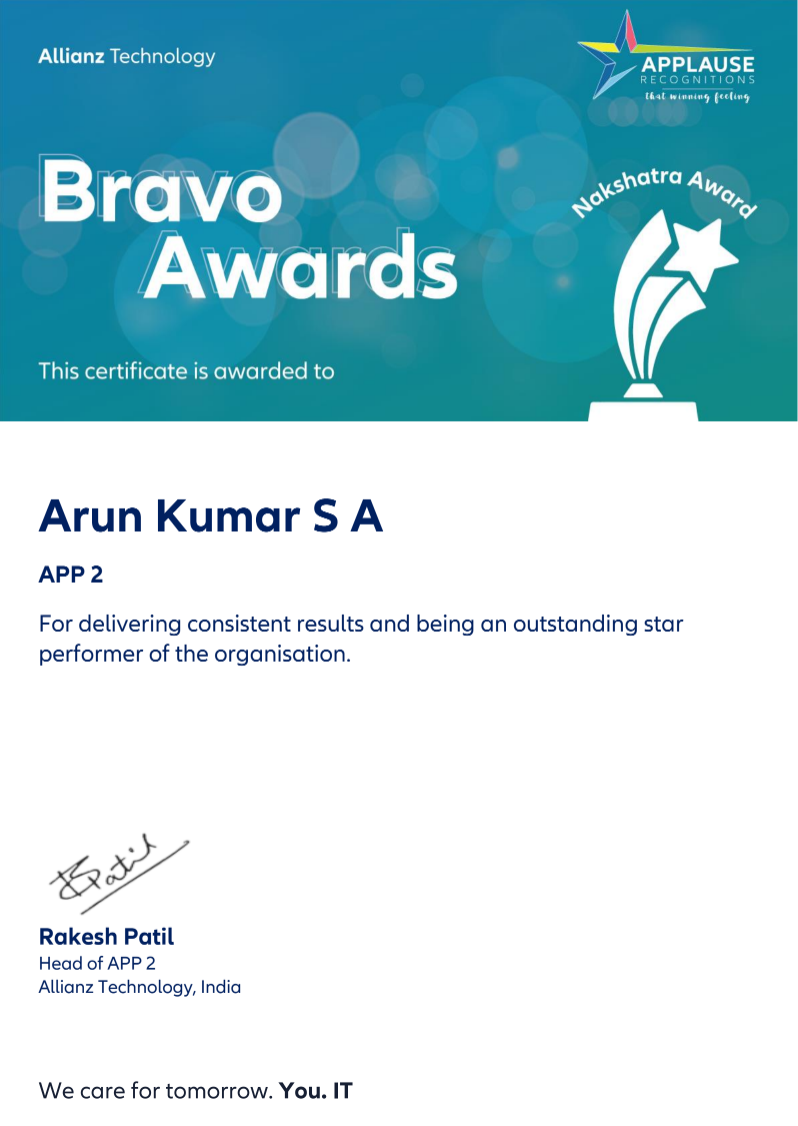 Allianz Technology
APPLAUSE
RECOGNITIONS
that winning feeling
Bravo
Awards
Nakshatra Award
This certificate is awarded to
Arun Kumar S A
APP 2
For delivering consistent results and being an outstanding star
performer of the organisation.
Patil
Rakesh Patil
Head of APP 2
Allianz Technology, India
We care for tomorrow. You. IT